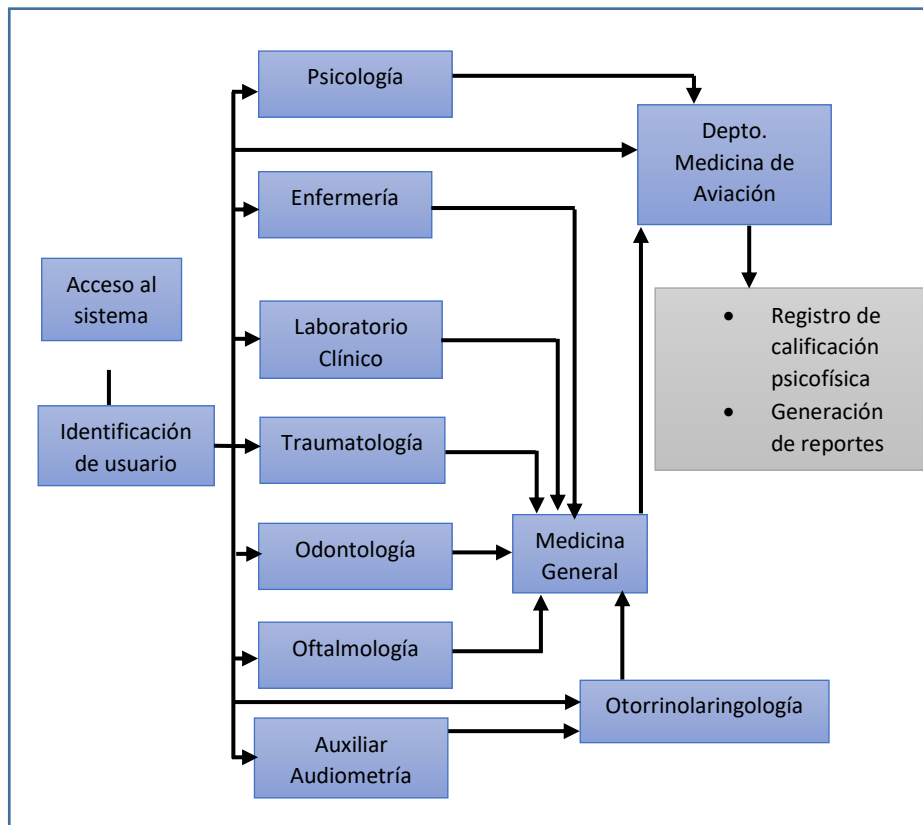 Psicología
Depto.
Medicina de
Aviación
Enfermería
Acceso al
sistema
Laboratorio
Clínico
• Registro de
calificación
psicofísica
• Generación
de reportes
Identificación
de usuario
Traumatología
Odontología
Medicina
General
Oftalmología
Otorrinolaringología
Auxiliar
Audiometría